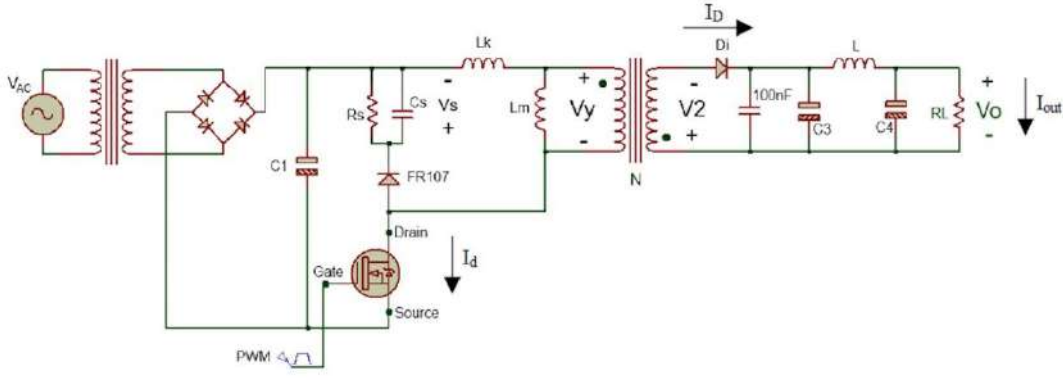 I_D
Lk
Di
L
V_AC
- + - + 
100nF
Rs
Cs
Vs
Lm
Vy
V2
C3
C4
RL
Vo
I_out
+ - + -
C1
FR107
N
Drain
I_d
Gate
Source
PWM